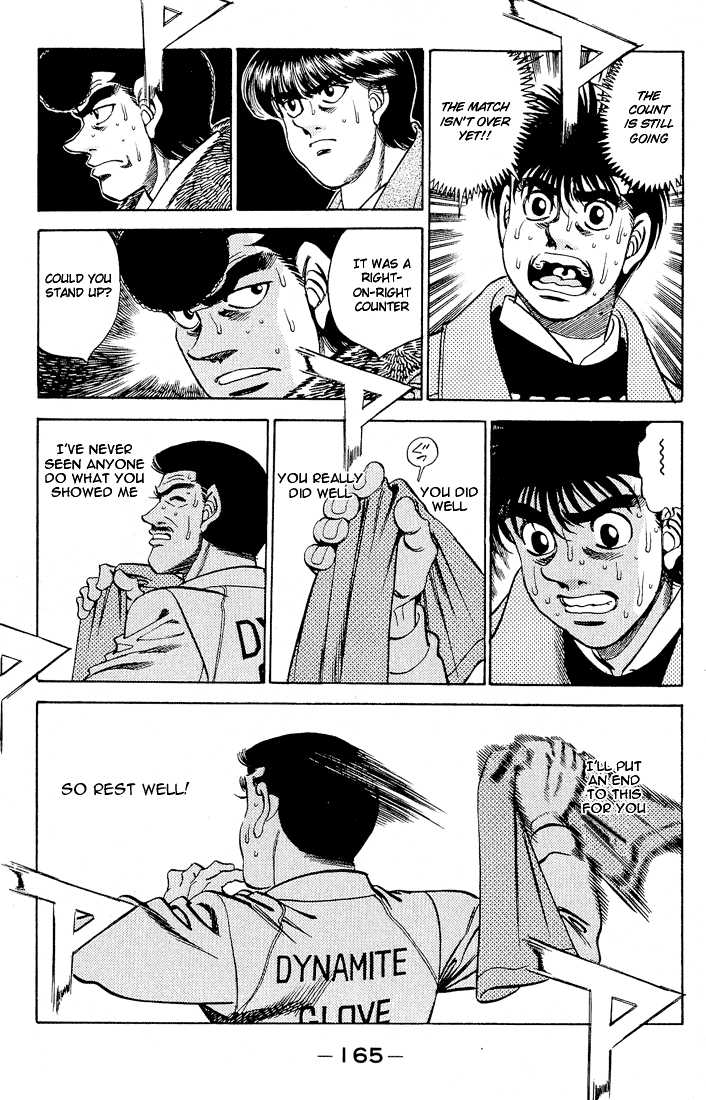 THE
COUNT
IS STILL
GOING
THE MATCH
ISN'T OVER
YET!!
IT WAS A
RIGHT-
ON-RIGHT
COUNTER
COULD YOU
STAND UP?
YOU DID
WELL
YOU REALLY
DID WELL
I'VE NEVER
SEEN ANYONE
DO WHAT YOU
SHOWED ME
DYN
I'LL PUT
AN END
TO THIS
FOR YOU
SO REST WELL!
DYNAMITE
GLOVE
-165-